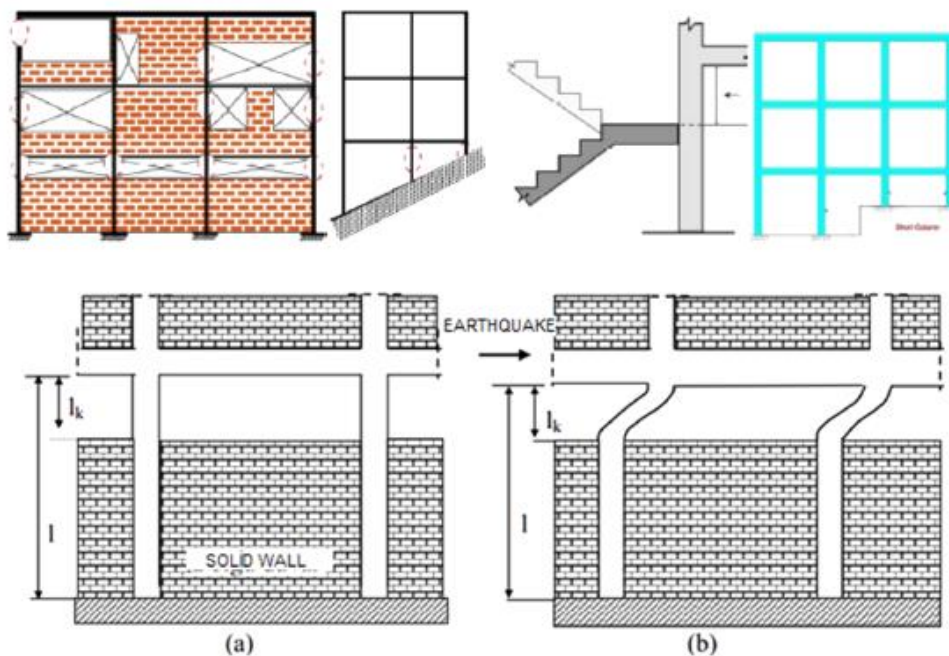 Short Column
EARTHQUAKE
lk
l
SOLID WALL
(a)
lk
l
(b)